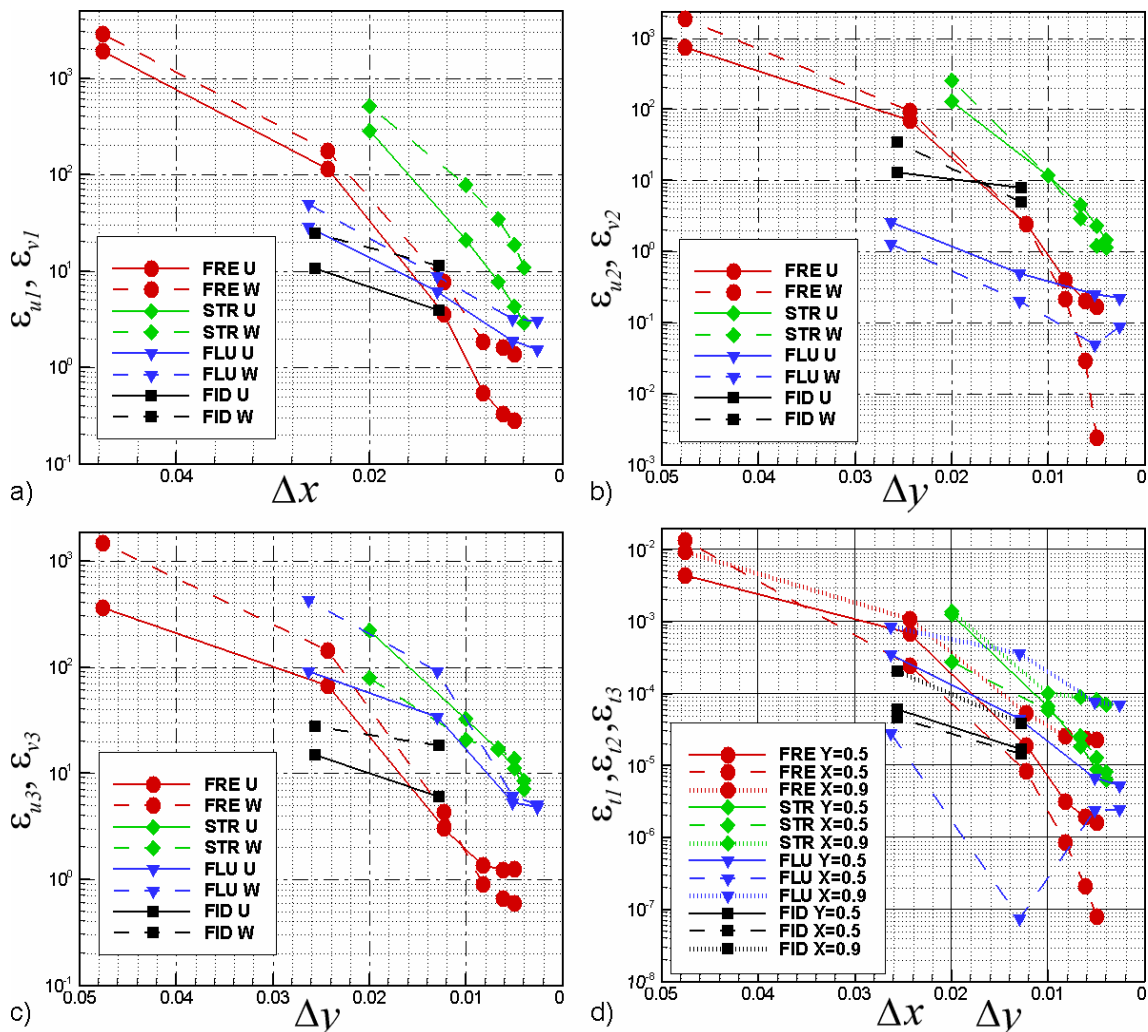 10³
10²
10¹
10⁰
10⁻¹
ε_u1, ε_v1
FRE U
FRE W
STR U
STR W
FLU U
FLU W
FID U
FID W
0.04
0.02
0
a)
Δx
10³
10²
10¹
10⁰
10⁻¹
10⁻²
10⁻³
ε_u2, ε_v2
FRE U
FRE W
STR U
STR W
FLU U
FLU W
FID U
FID W
0.05
0.04
0.03
0.02
0.01
0
b)
Δy
10³
10²
10¹
10⁰
10⁻¹
ε_u3, ε_v3
FRE U
FRE W
STR U
STR W
FLU U
FLU W
FID U
FID W
0.05
0.04
0.03
0.02
0.01
0
c)
Δy
10⁻²
10⁻³
10⁻⁴
10⁻⁵
10⁻⁶
10⁻⁷
10⁻⁸
ε_t1, ε_t2, ε_t3
FRE Y=0.5
FRE X=0.5
FRE X=0.9
STR Y=0.5
STR X=0.5
STR X=0.9
FLU Y=0.5
FLU X=0.5
FLU X=0.9
FID Y=0.5
FID X=0.5
FID X=0.9
0.05
0.04
0.03
0.02
0.01
0
d)
Δx Δy